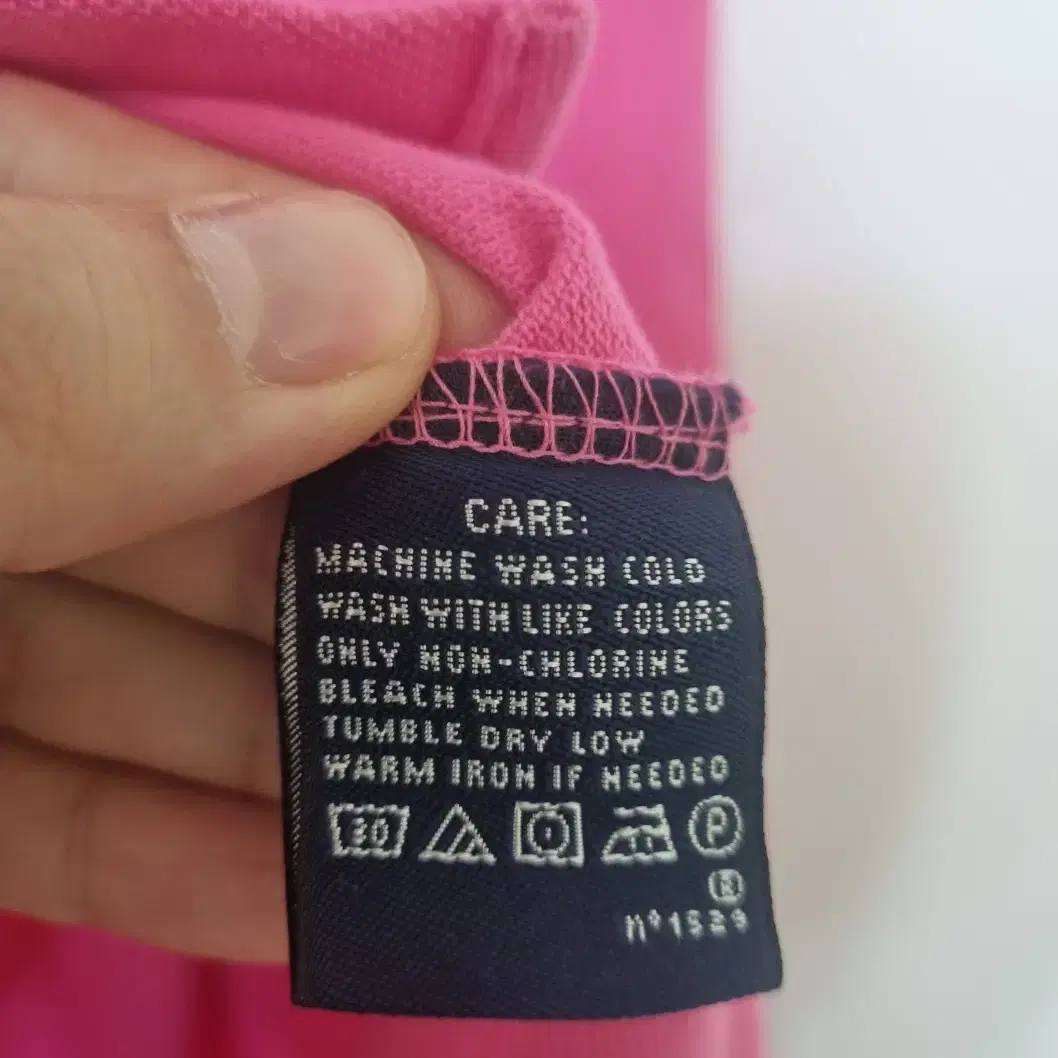 CARE:
MACHINE WASH COLD
WASH WITH LIKE COLORS
ONLY NON-CHLORINE
BLEACH WHEN NEEDED
TUMBLE DRY LOW
WARM IRON IF NEEDED
30 P
nº1529